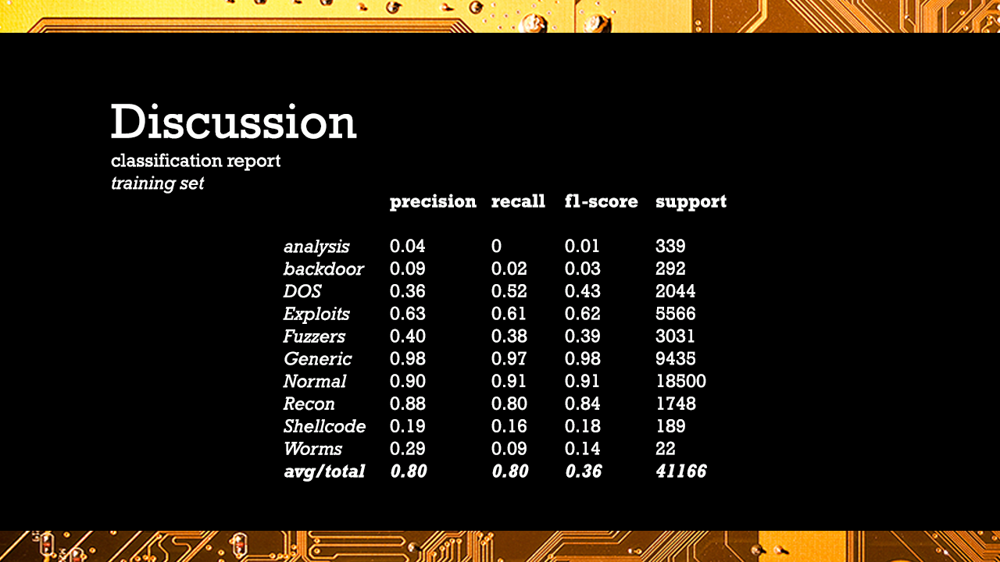 Discussion
classification report
training set
precision recall f1-score support
analysis 0.04 0 0.01 339
backdoor 0.09 0.02 0.03 292
DOS 0.36 0.52 0.43 2044
Exploits 0.63 0.61 0.62 5566
Fuzzers 0.40 0.38 0.39 3031
Generic 0.98 0.97 0.98 9435
Normal 0.90 0.91 0.91 18500
Recon 0.88 0.80 0.84 1748
Shellcode 0.19 0.16 0.18 189
Worms 0.29 0.09 0.14 22
avg/total 0.80 0.80 0.36 41166